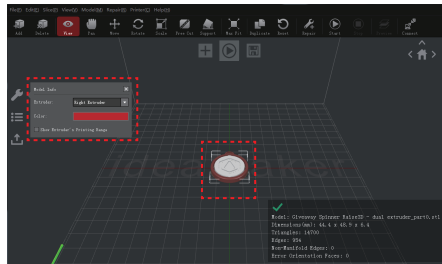 File(F) Edit(E) Slice(S) View(V) Model(M) Repair(R) Printer(C) Help(H)
Add Delete View Pan Move Rotate Scale Free Cut Support Max Fit Duplicate Reset Repair Start Connect
Model Info
Extruder: Right Extruder
Color
Show Extruder's Printing Range
ideaMaker
Model: Giveaway Spinner Raise3D - dual extruder_part0.stl
Dimensions(mm): 44.4 x 48.9 x 6.4
Triangles: 14700
Edges: 954
Non-Manifold Edges: 0
Error Orientation Faces: 0